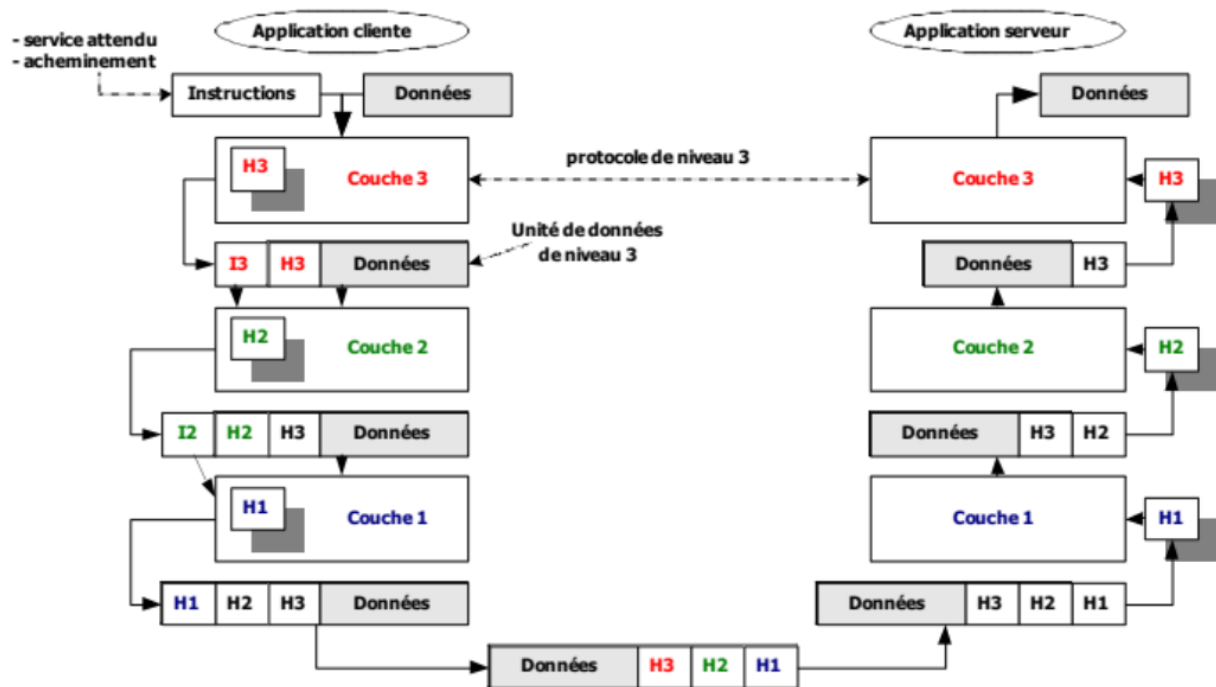 Application cliente
Application serveur
- service attendu
- acheminement
Instructions
Données
Données
H3
Couche 3
protocole de niveau 3
Couche 3
H3
Unité de données
de niveau 3
I3 H3 Données
Données H3
H2
Couche 2
Couche 2
H2
I2 H2 H3 Données
Données H3 H2
H1
Couche 1
Couche 1
H1
H1 H2 H3 Données
Données H3 H2 H1
Données H3 H2 H1